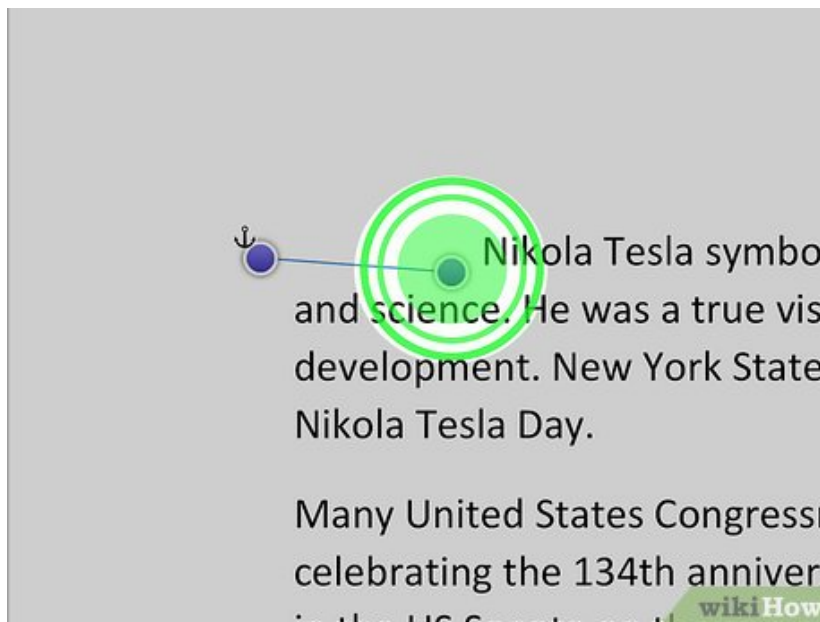 Nikola Tesla symbo
and science. He was a true vis
development. New York State
Nikola Tesla Day.
Many United States Congress
celebrating the 134th anniver
wikiHow